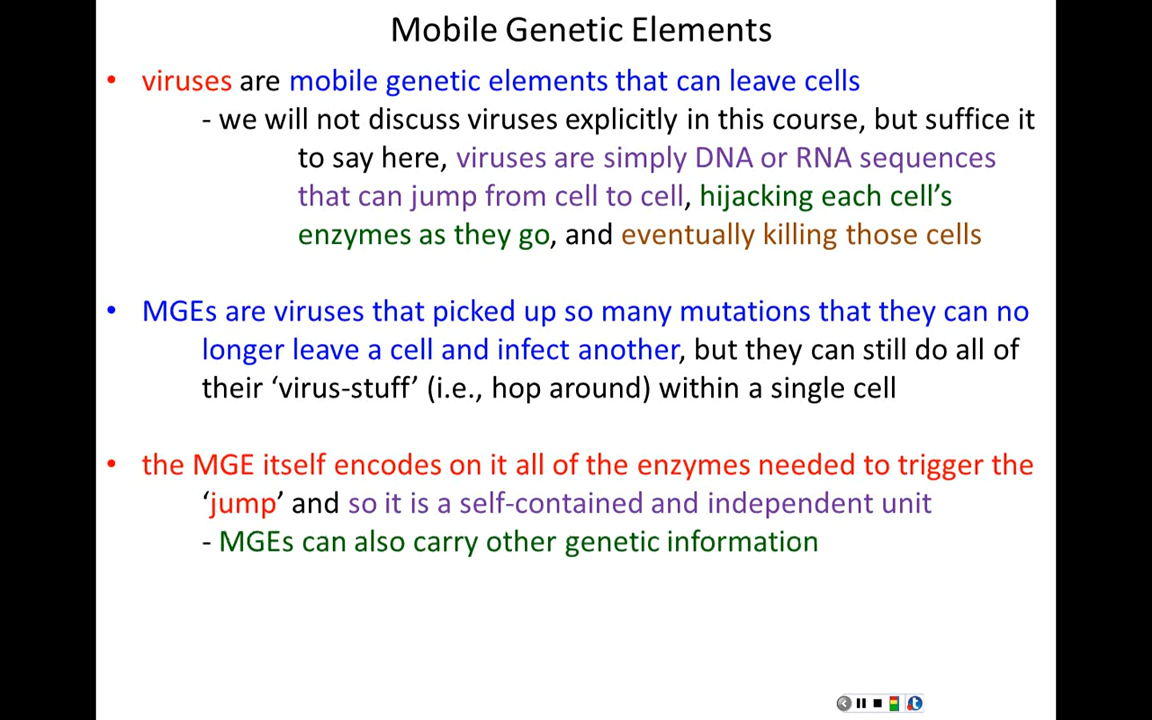 Mobile Genetic Elements
• viruses are mobile genetic elements that can leave cells
- we will not discuss viruses explicitly in this course, but suffice it
to say here, viruses are simply DNA or RNA sequences
that can jump from cell to cell, hijacking each cell’s
enzymes as they go, and eventually killing those cells
• MGEs are viruses that picked up so many mutations that they can no
longer leave a cell and infect another, but they can still do all of
their ‘virus-stuff’ (i.e., hop around) within a single cell
• the MGE itself encodes on it all of the enzymes needed to trigger the
‘jump’ and so it is a self-contained and independent unit
- MGEs can also carry other genetic information